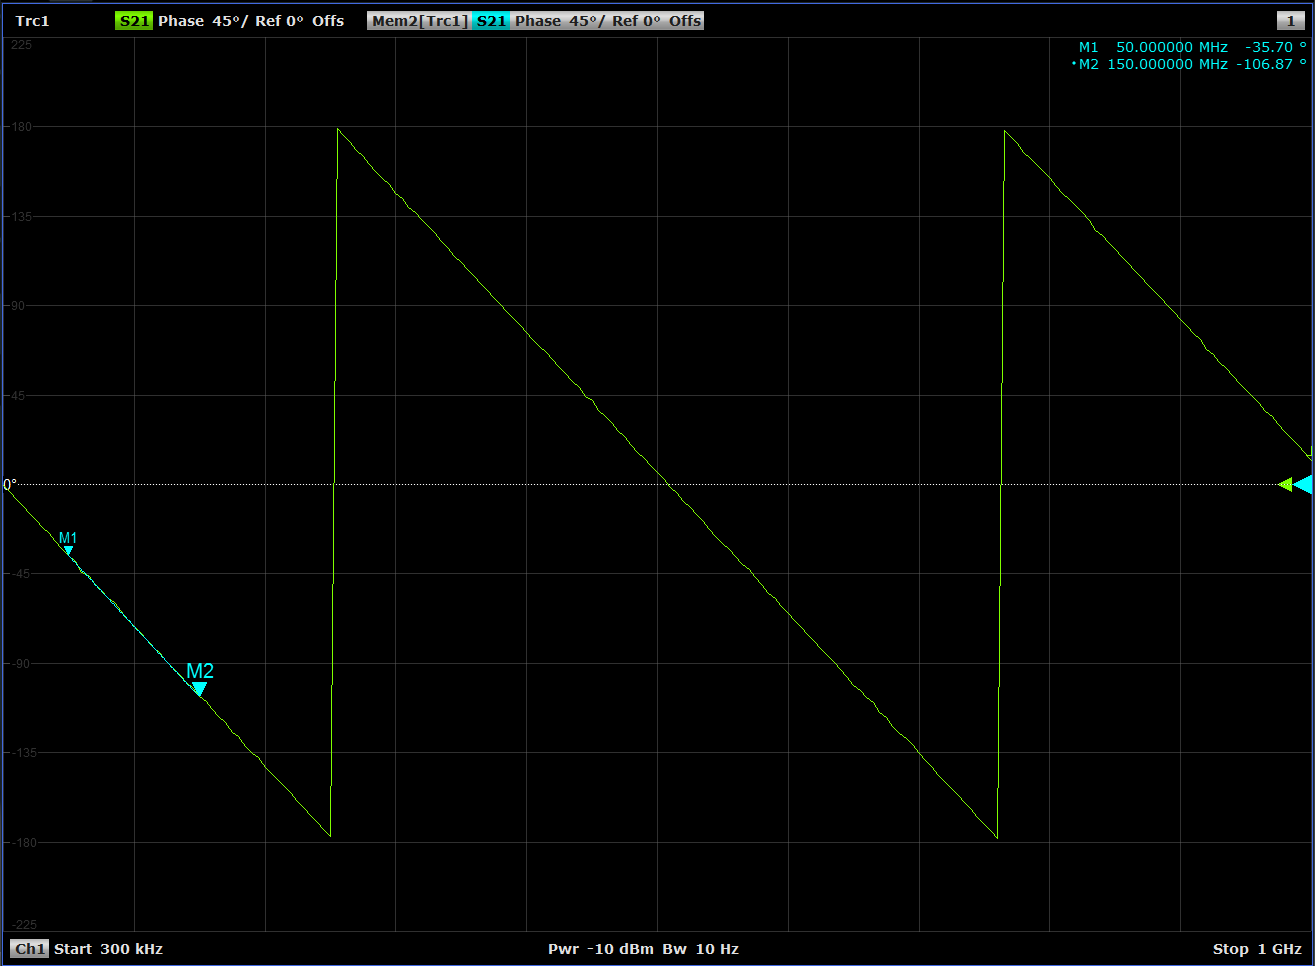 Trc1 S21 Phase 45°/ Ref 0° Offs Mem2[Trc1] S21 Phase 45°/ Ref 0° Offs 1
225
M1 50.000000 MHz -35.70 °
•M2 150.000000 MHz -106.87 °
180
135
90
45
0°
M1
-45
M2
-90
-135
-180
-225
Ch1 Start 300 kHz Pwr -10 dBm Bw 10 Hz Stop 1 GHz